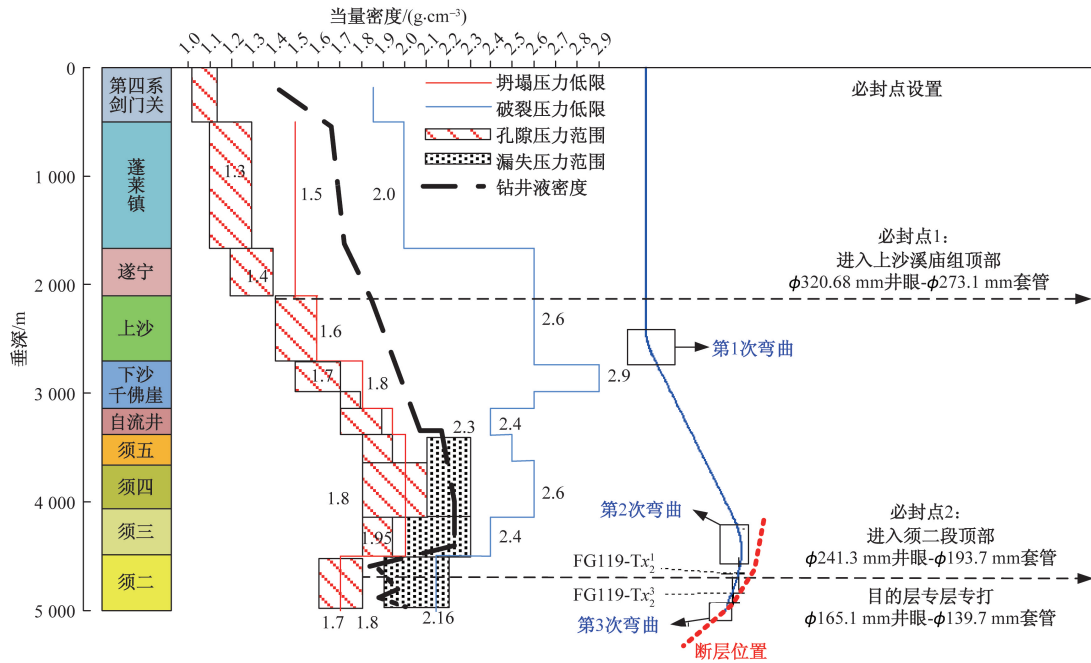 当量密度/(g·cm⁻³)
1.0 1.1 1.2 1.3 1.4 1.5 1.6 1.7 1.8 1.9 2.0 2.1 2.2 2.3 2.4 2.5 2.6 2.7 2.8 2.9
垂深/m
0
1 000
2 000
3 000
4 000
5 000
第四系
剑门关
蓬莱镇
遂宁
上沙
下沙
千佛崖
自流井
须五
须四
须三
须二
坍塌压力低限
破裂压力低限
孔隙压力范围
漏失压力范围
钻井液密度
1.3
1.5
2.0
1.4
1.6
2.6
1.7
1.8
2.9
2.3
2.4
1.8
2.6
1.95
2.4
1.7
1.8
2.16
必封点设置
必封点1:
进入上沙溪庙组顶部
ϕ320.68 mm井眼-ϕ273.1 mm套管
第1次弯曲
第2次弯曲
必封点2:
进入须二段顶部
ϕ241.3 mm井眼-ϕ193.7 mm套管
FG119-Tx₂¹
FG119-Tx₂³
目的层专层专打
ϕ165.1 mm井眼-ϕ139.7 mm套管
第3次弯曲
断层位置